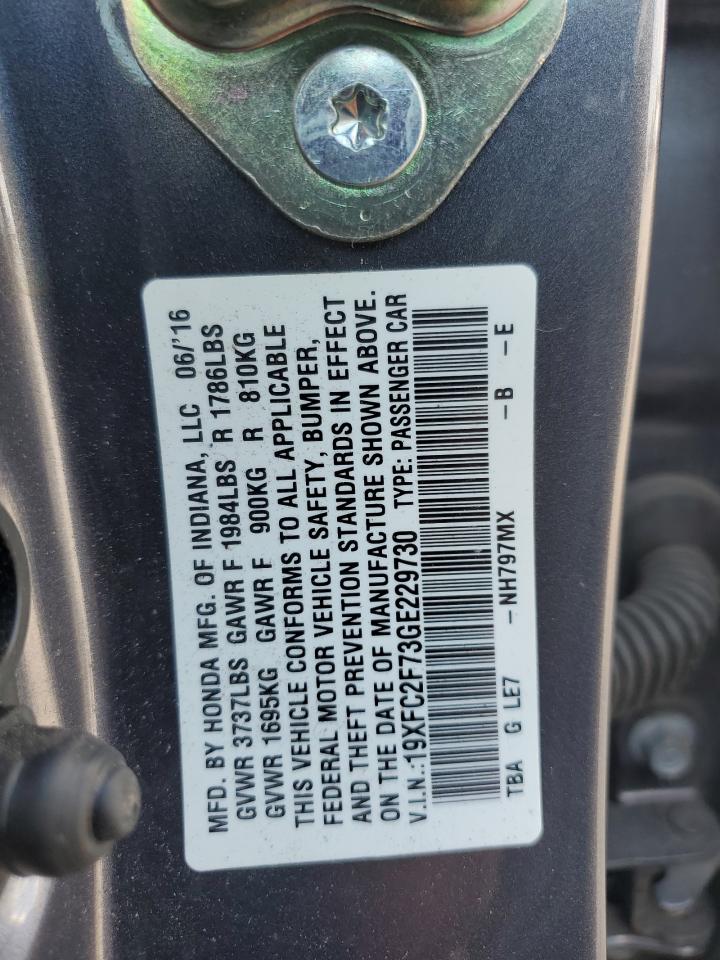 MFD. BY HONDA MFG. OF INDIANA, LLC 06/'16
GVWR 3737LBS GAWR F 1984LBS R 1786LBS
GVWR 1695KG GAWR F 900KG R 810KG
THIS VEHICLE CONFORMS TO ALL APPLICABLE
FEDERAL MOTOR VEHICLE SAFETY, BUMPER,
AND THEFT PREVENTION STANDARDS IN EFFECT
ON THE DATE OF MANUFACTURE SHOWN ABOVE.
V.I.N.:19XFC2F73GE229730 TYPE: PASSENGER CAR
TBA G LE7 -NH797MX -B -E